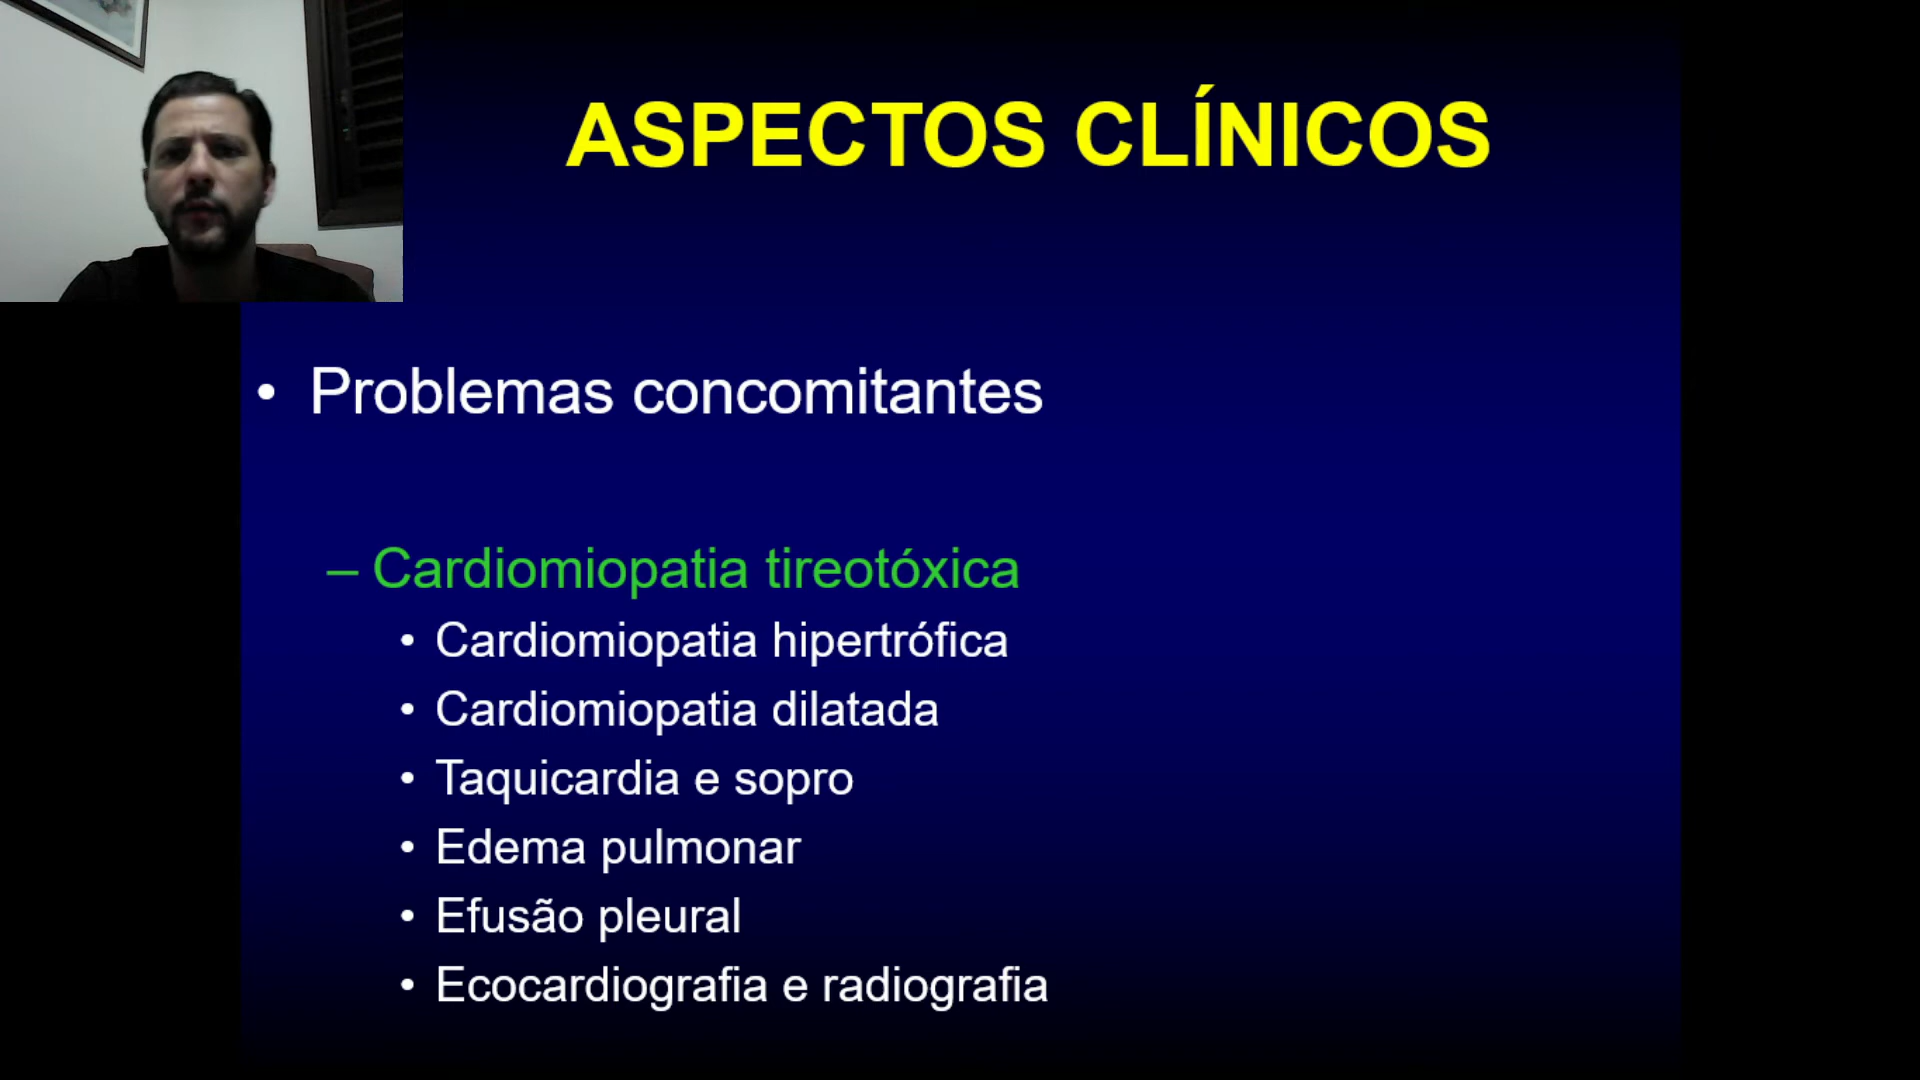 ASPECTOS CLÍNICOS
• Problemas concomitantes
– Cardiomiopatia tireotóxica
• Cardiomiopatia hipertrófica
• Cardiomiopatia dilatada
• Taquicardia e sopro
• Edema pulmonar
• Efusão pleural
• Ecocardiografia e radiografia